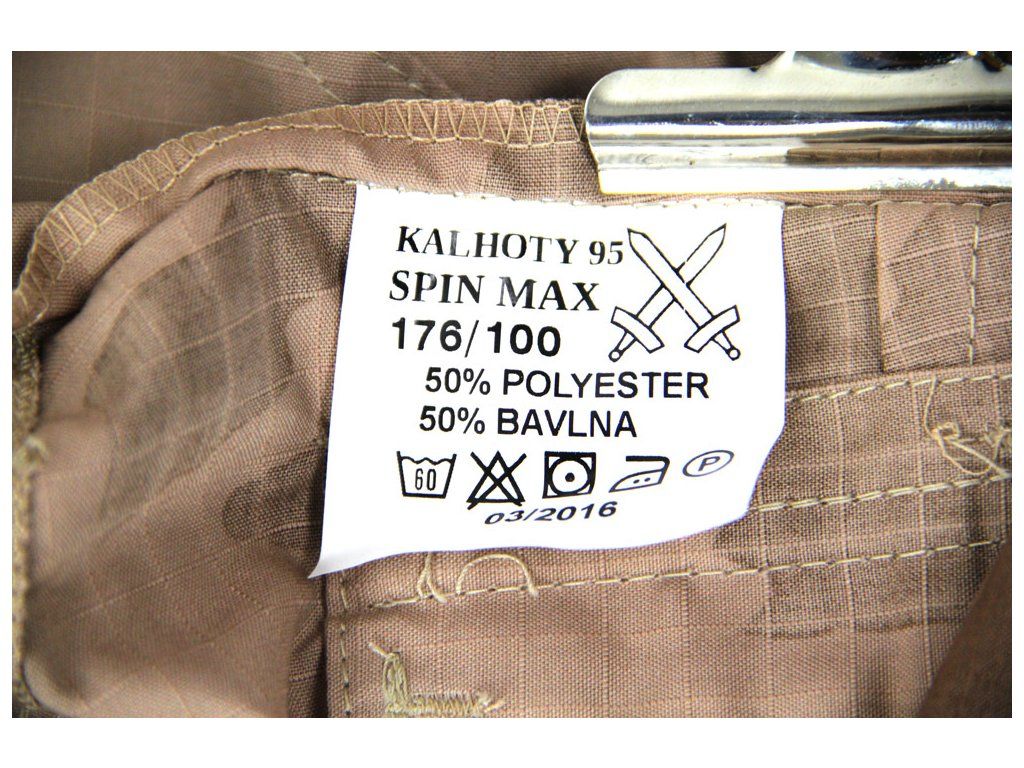 KALHOTY 95
SPIN MAX
176/100
50% POLYESTER
50% BAVLNA
60 P
03/2016